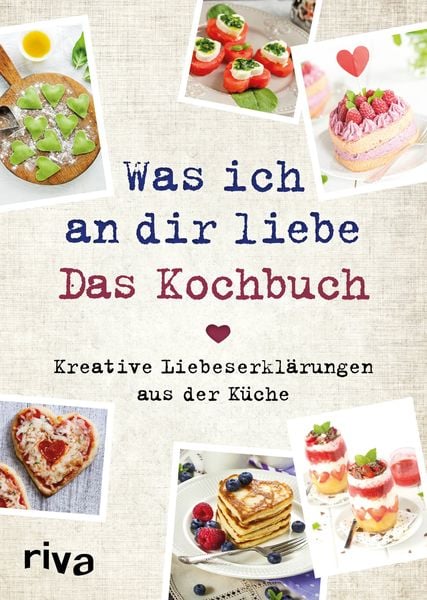 Was ich
an dir liebe
Das Kochbuch
Kreative Liebeserklärungen
aus der Küche
riva